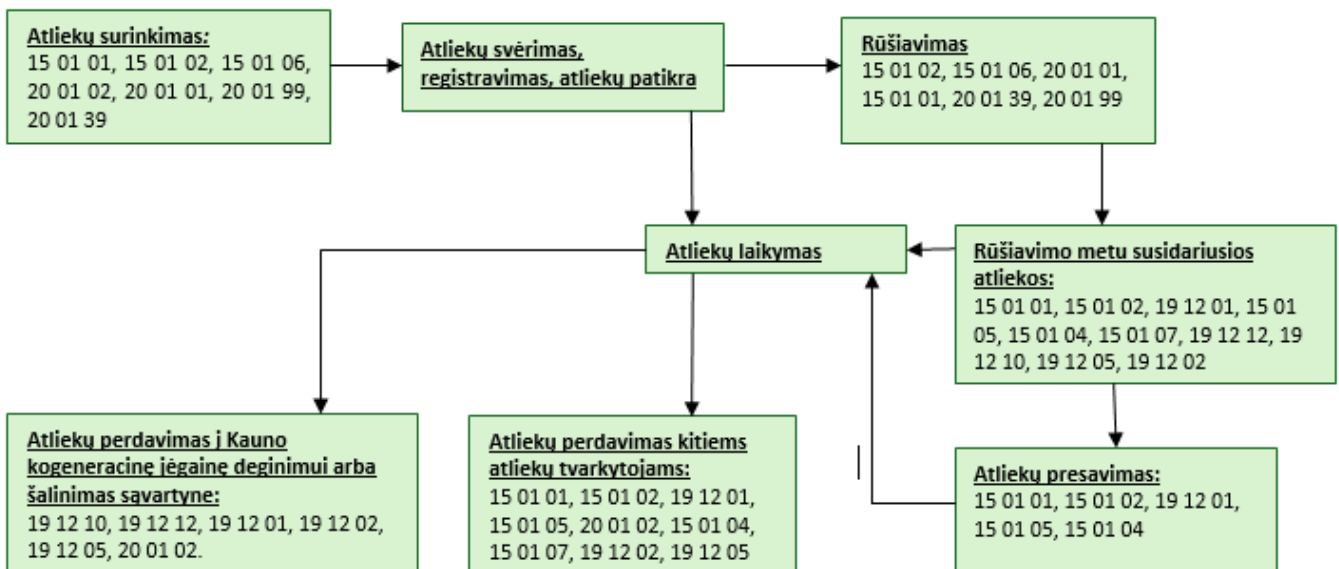 Atliekų surinkimas:
15 01 01, 15 01 02, 15 01 06,
20 01 02, 20 01 01, 20 01 99,
20 01 39
Atliekų svėrimas,
registravimas, atliekų patikra
Rūšiavimas
15 01 02, 15 01 06, 20 01 01,
15 01 01, 20 01 39, 20 01 99
Atliekų laikymas
Rūšiavimo metu susidariusios
atliekos:
15 01 01, 15 01 02, 19 12 01, 15 01
05, 15 01 04, 15 01 07, 19 12 12, 19
12 10, 19 12 05, 19 12 02
Atliekų perdavimas į Kauno
kogeneracinę jėgainę deginimui arba
šalinimas sąvartyne:
19 12 10, 19 12 12, 19 12 01, 19 12 02,
19 12 05, 20 01 02.
Atliekų perdavimas kitiems
atliekų tvarkytojams:
15 01 01, 15 01 02, 19 12 01,
15 01 05, 20 01 02, 15 01 04,
15 01 07, 19 12 02, 19 12 05
Atliekų presavimas:
15 01 01, 15 01 02, 19 12 01,
15 01 05, 15 01 04